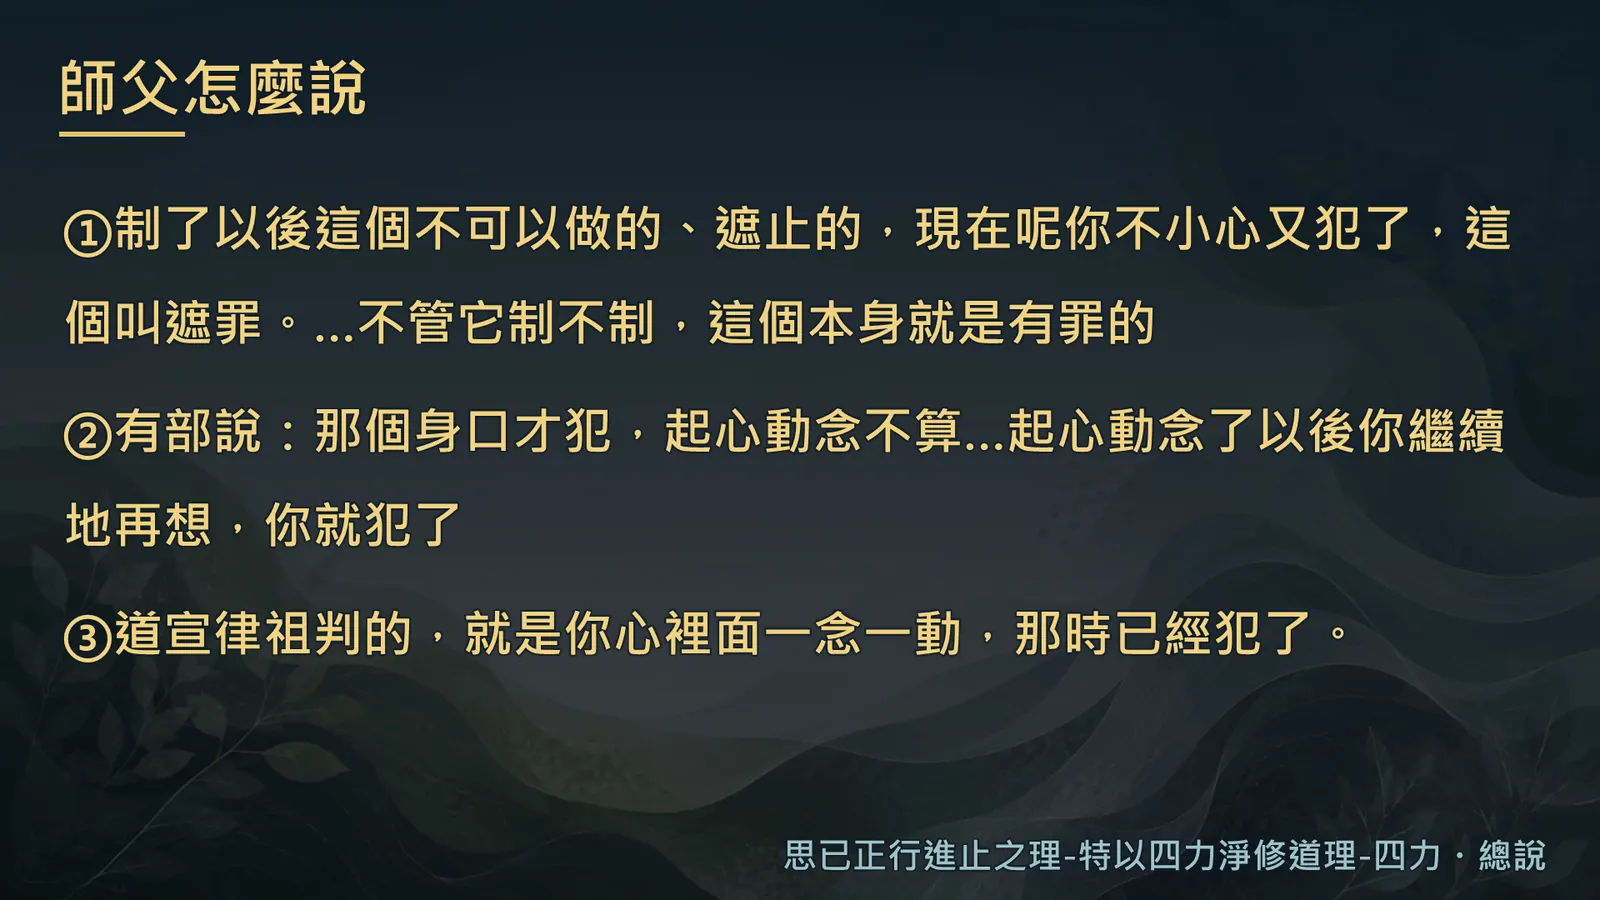 師父怎麼說
①制了以後這個不可以做的、遮止的，現在呢你不小心又犯了，這
個叫遮罪。...不管它制不制，這個本身就是有罪的
②有部說：那個身口才犯，起心動念不算...起心動念了以後你繼續
地再想，你就犯了
③道宣律祖判的，就是你心裡面一念一動，那時已經犯了。
思已正行進止之理-特以四力淨修道理-四力．總說